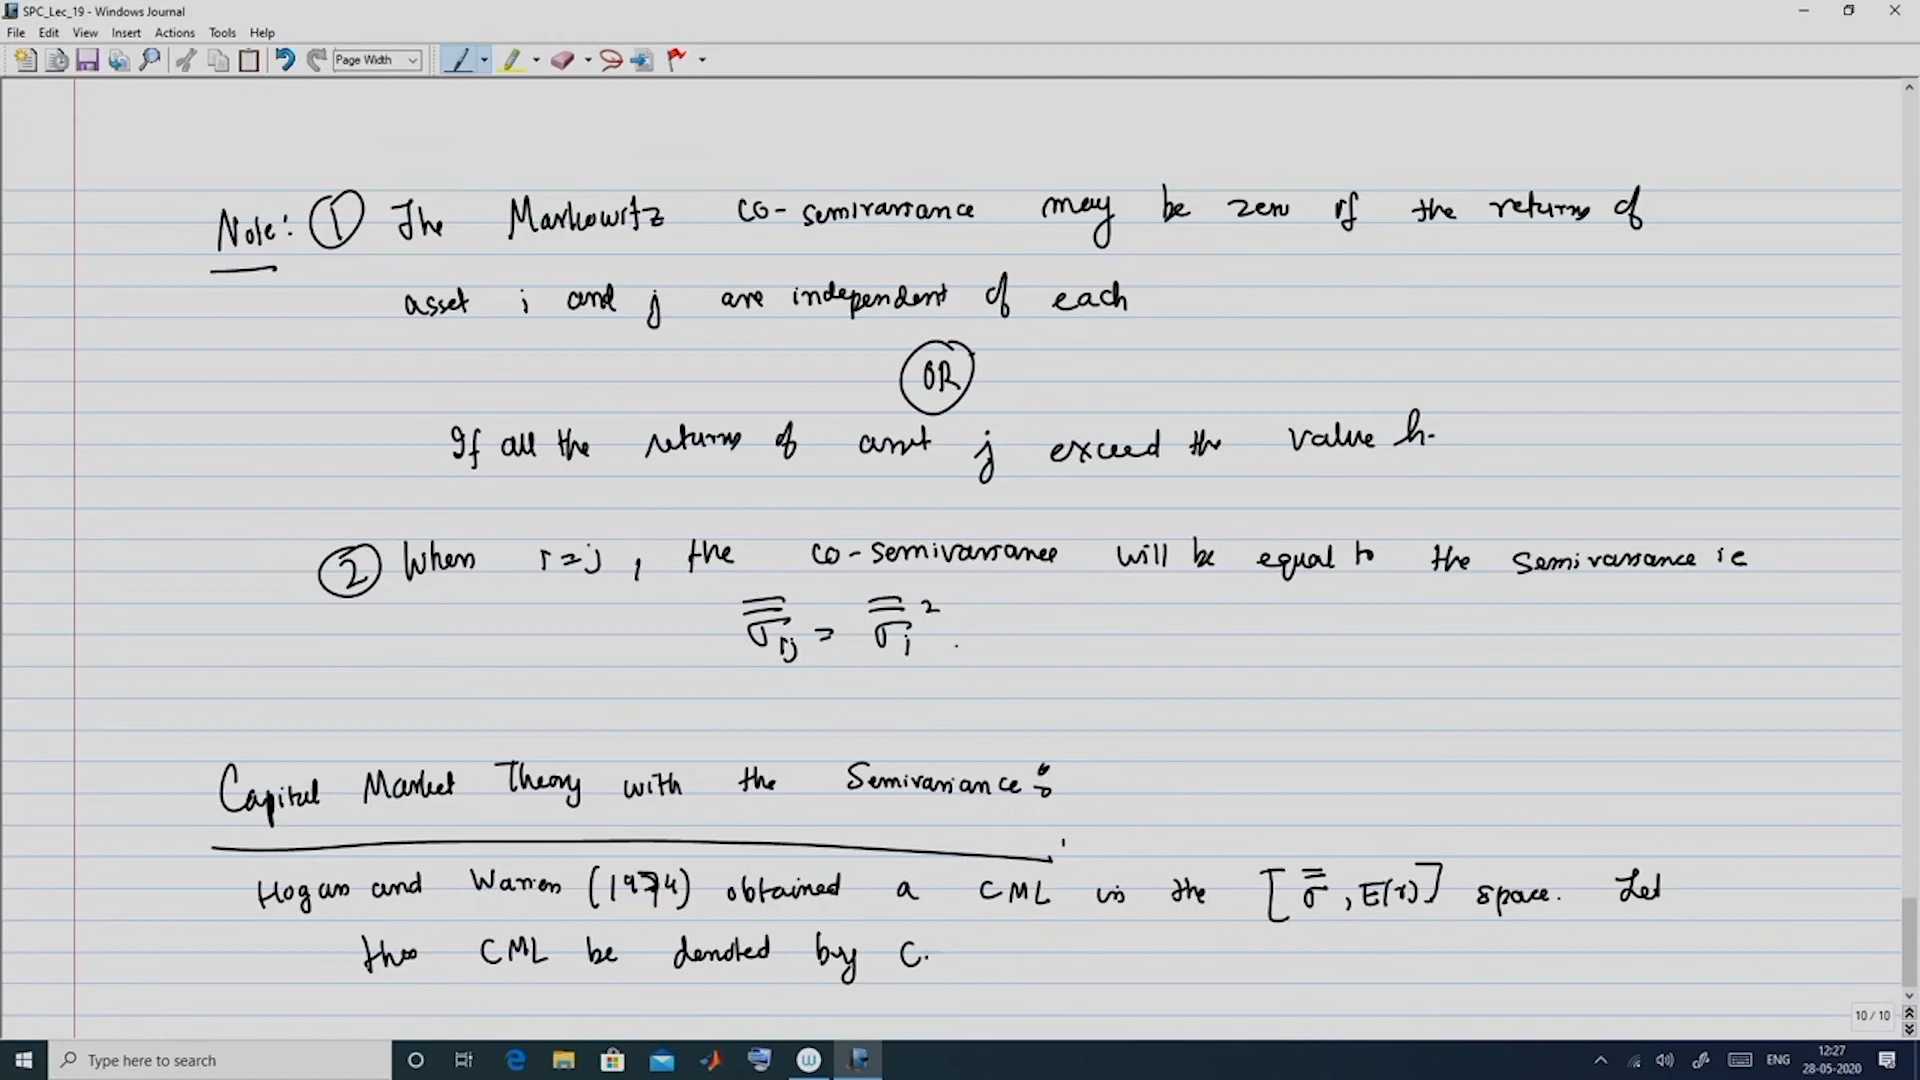 SPC_Lec_19 - Windows Journal
File Edit View Insert Actions Tools Help
Page Width
Note: ① The Markowitz co-semivariance may be zero if the returns of
asset i and j are independent of each
OR
If all the returns of asset j exceed the value h.
② When i=j, the co-semivariance will be equal to the semivariance ie
σ̿ij = σ̿i².
Capital Market Theory with the Semivariance:
Hogan and Warren (1974) obtained a CML in the [σ̿, E(r)] space. Let
this CML be denoted by C.
10 / 10
Type here to search
ENG
12:27
28-05-2020